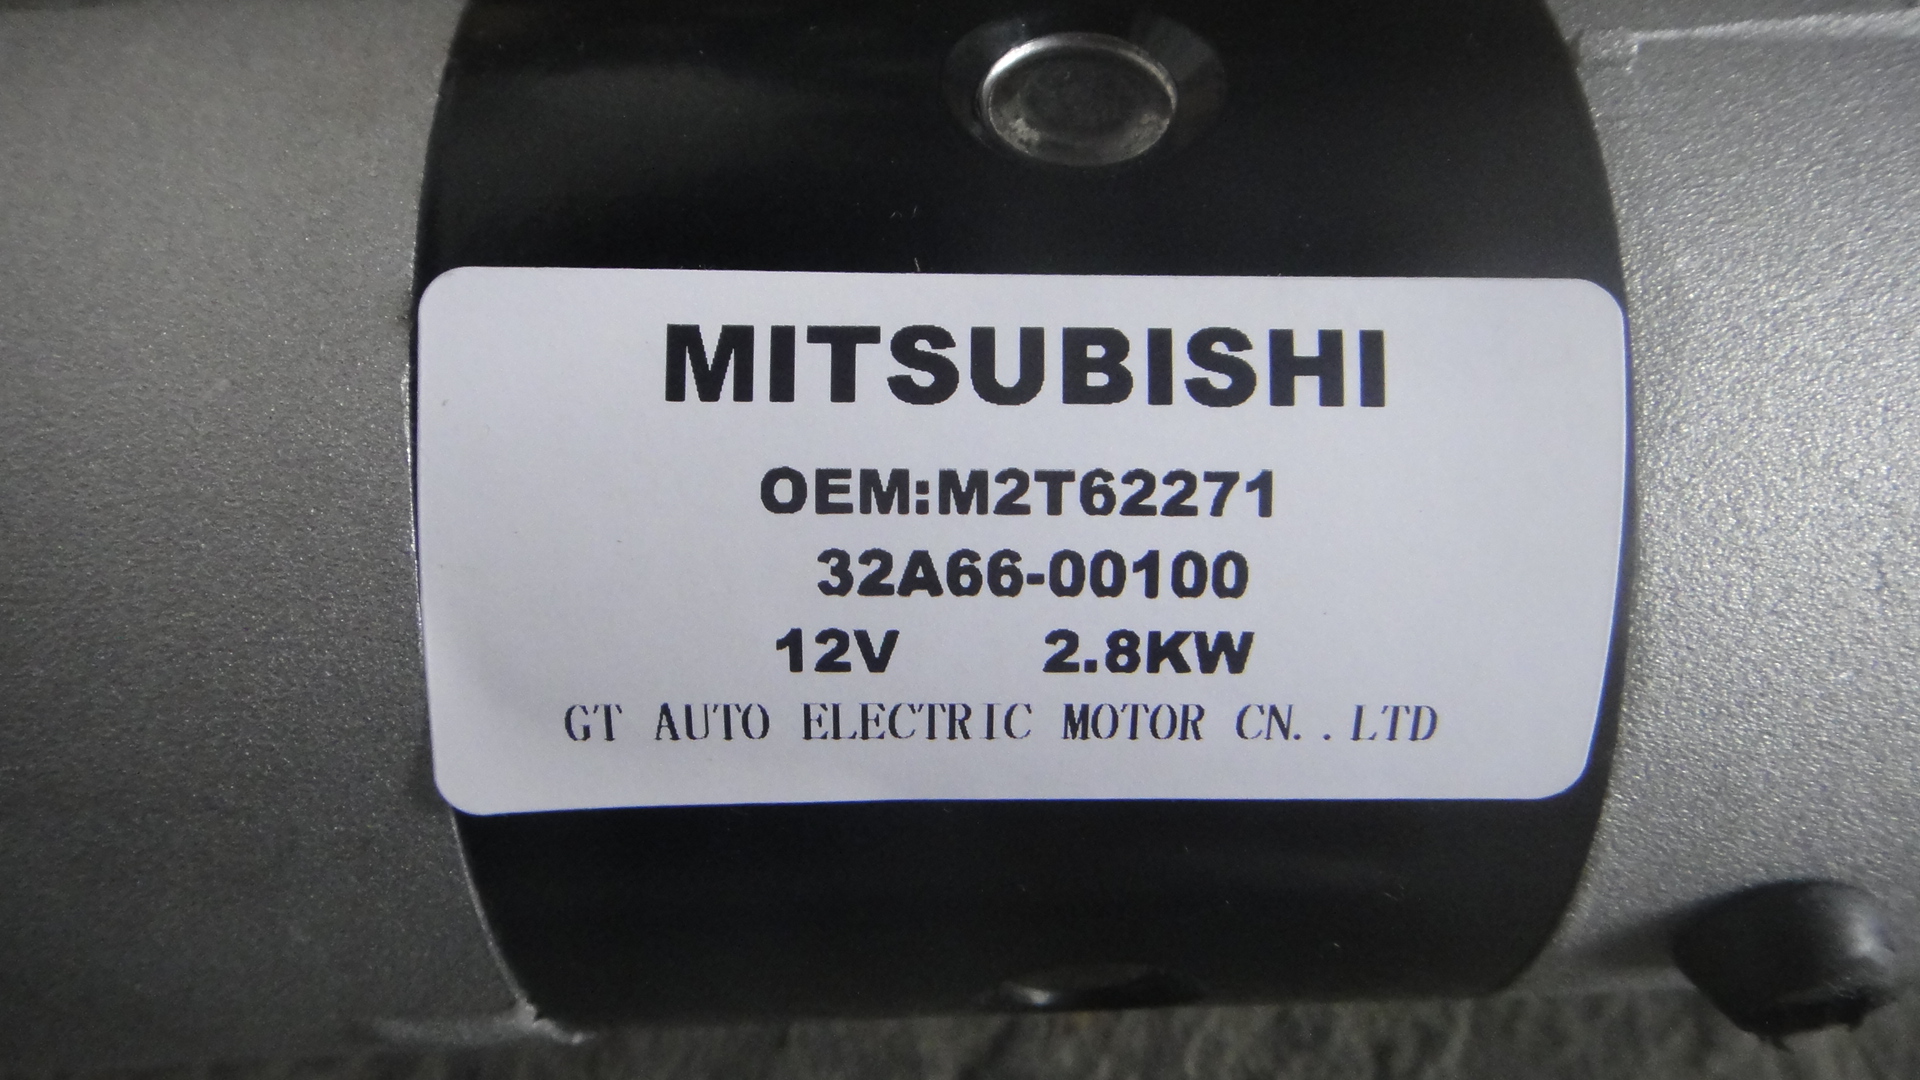 MITSUBISHI
OEM:M2T62271
32A66-00100
12V 2.8KW
GT AUTO ELECTRIC MOTOR CN..LTD